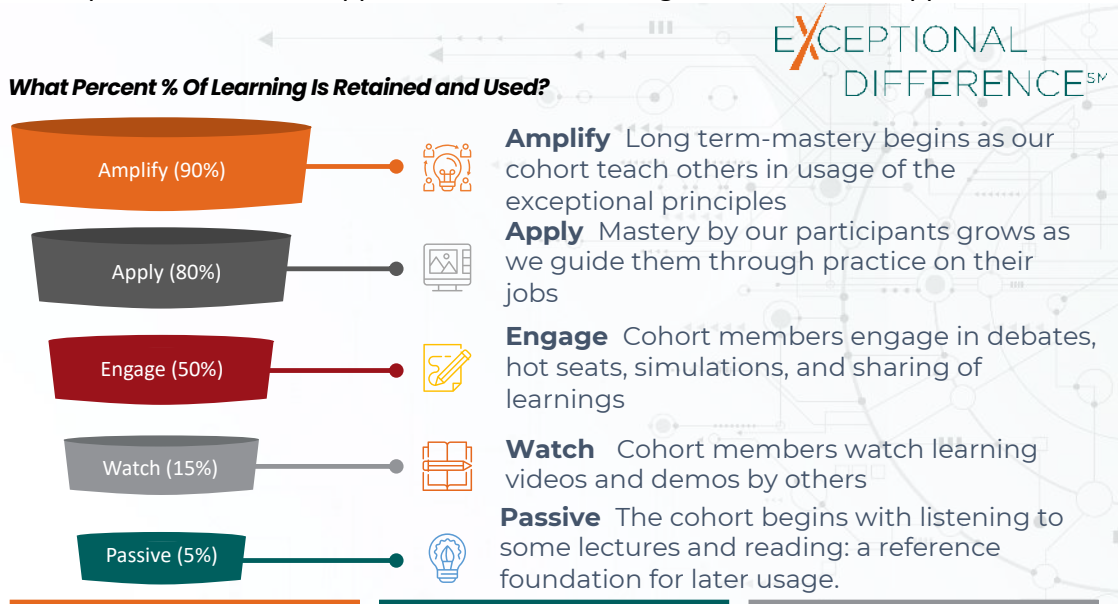 EXCEPTIONAL
DIFFERENCE℠
What Percent % Of Learning Is Retained and Used?
Amplify (90%)
Amplify Long term-mastery begins as our
cohort teach others in usage of the
exceptional principles
Apply (80%)
Apply Mastery by our participants grows as
we guide them through practice on their
jobs
Engage (50%)
Engage Cohort members engage in debates,
hot seats, simulations, and sharing of
learnings
Watch (15%)
Watch Cohort members watch learning
videos and demos by others
Passive (5%)
Passive The cohort begins with listening to
some lectures and reading: a reference
foundation for later usage.